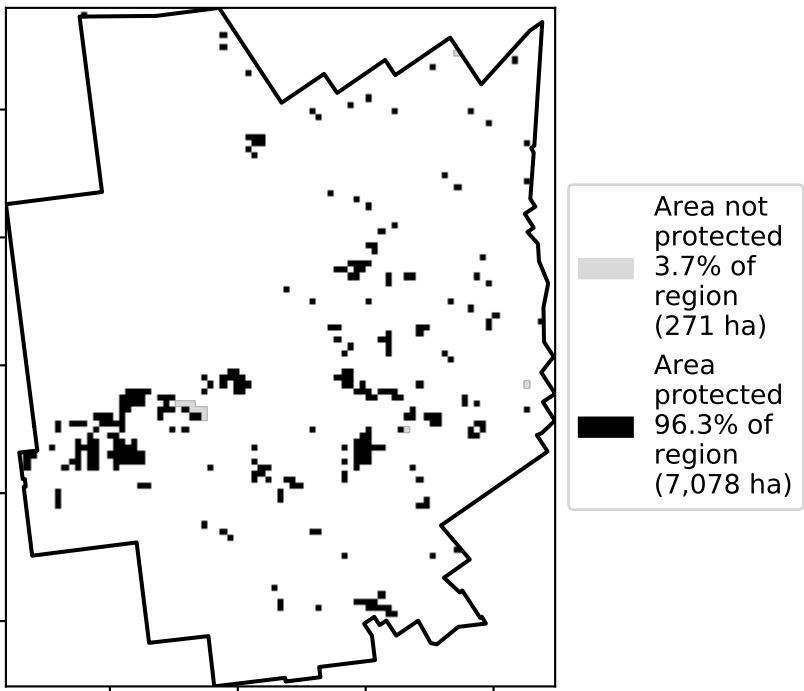 Area not
protected
3.7% of
region
(271 ha)
Area
protected
96.3% of
region
(7,078 ha)